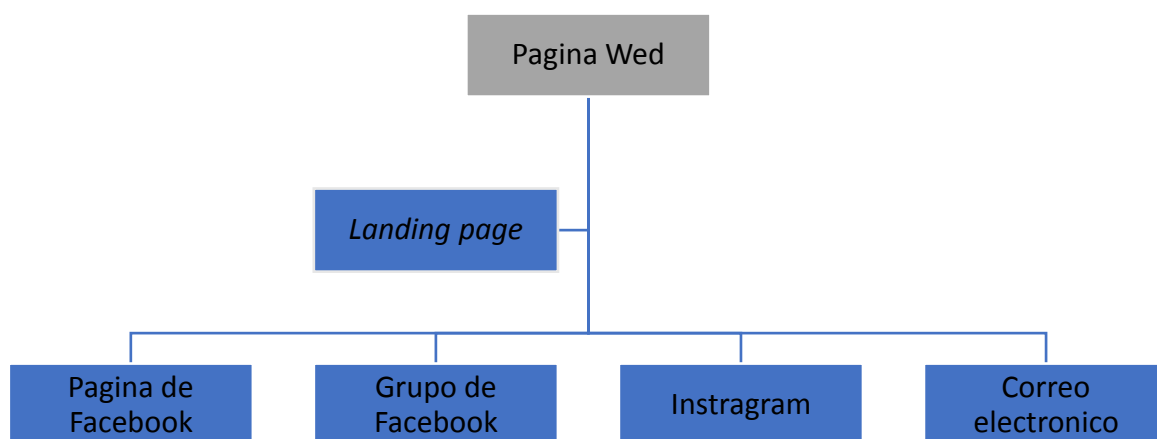 Pagina Wed
Landing page
Pagina de
Facebook
Grupo de
Facebook
Instragram
Correo
electronico